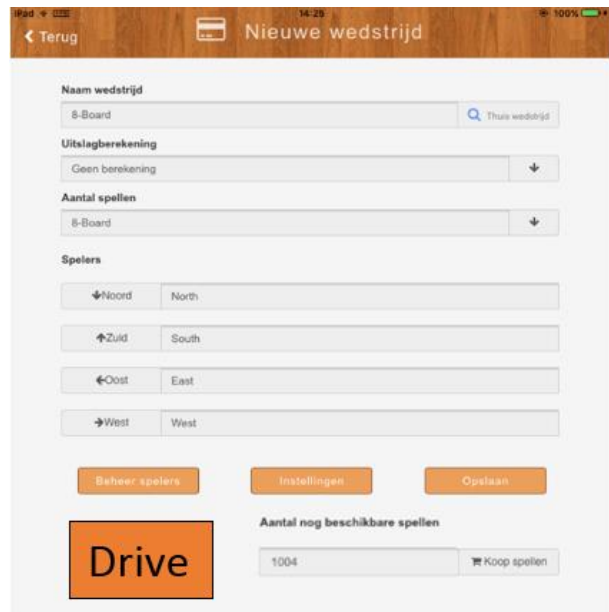 iPad 14:25 100%
Terug Nieuwe wedstrijd
Naam wedstrijd
8-Board Thuis wedstrijd
Uitslagberekening
Geen berekening
Aantal spellen
8-Board
Spelers
Noord North
Zuid South
Oost East
West West
Beheer spelers Instellingen Opslaan
Aantal nog beschikbare spellen
Drive 1004 Koop spellen